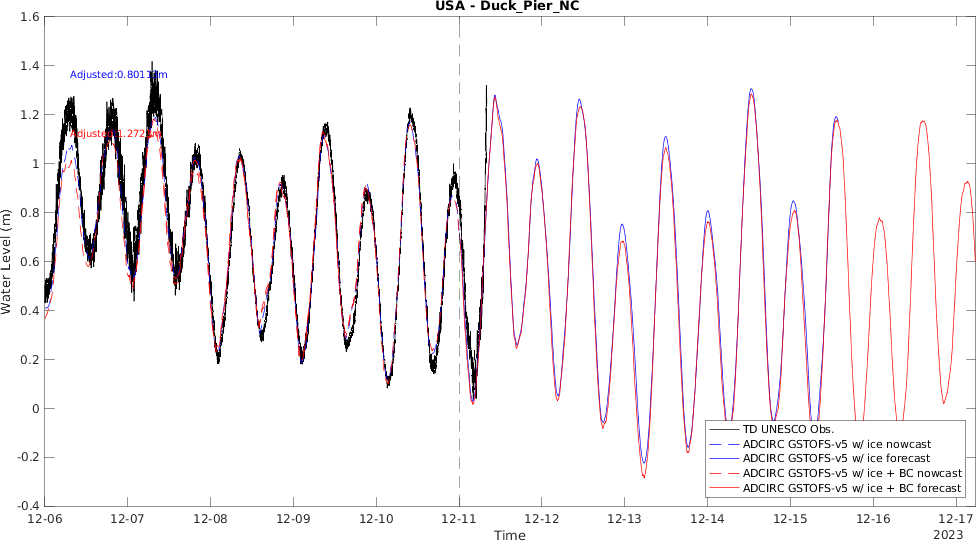 USA - Duck_Pier_NC
1.6
1.4
1.2
1
0.8
0.6
0.4
0.2
0
-0.2
-0.4
Water Level (m)
Adjusted:0.801 m
Adjusted:1.272 m
TD UNESCO Obs.
ADCIRC GSTOFS-v5 w/ ice nowcast
ADCIRC GSTOFS-v5 w/ ice forecast
ADCIRC GSTOFS-v5 w/ ice + BC nowcast
ADCIRC GSTOFS-v5 w/ ice + BC forecast
12-06 12-07 12-08 12-09 12-10 12-11 12-12 12-13 12-14 12-15 12-16 12-17
Time
2023